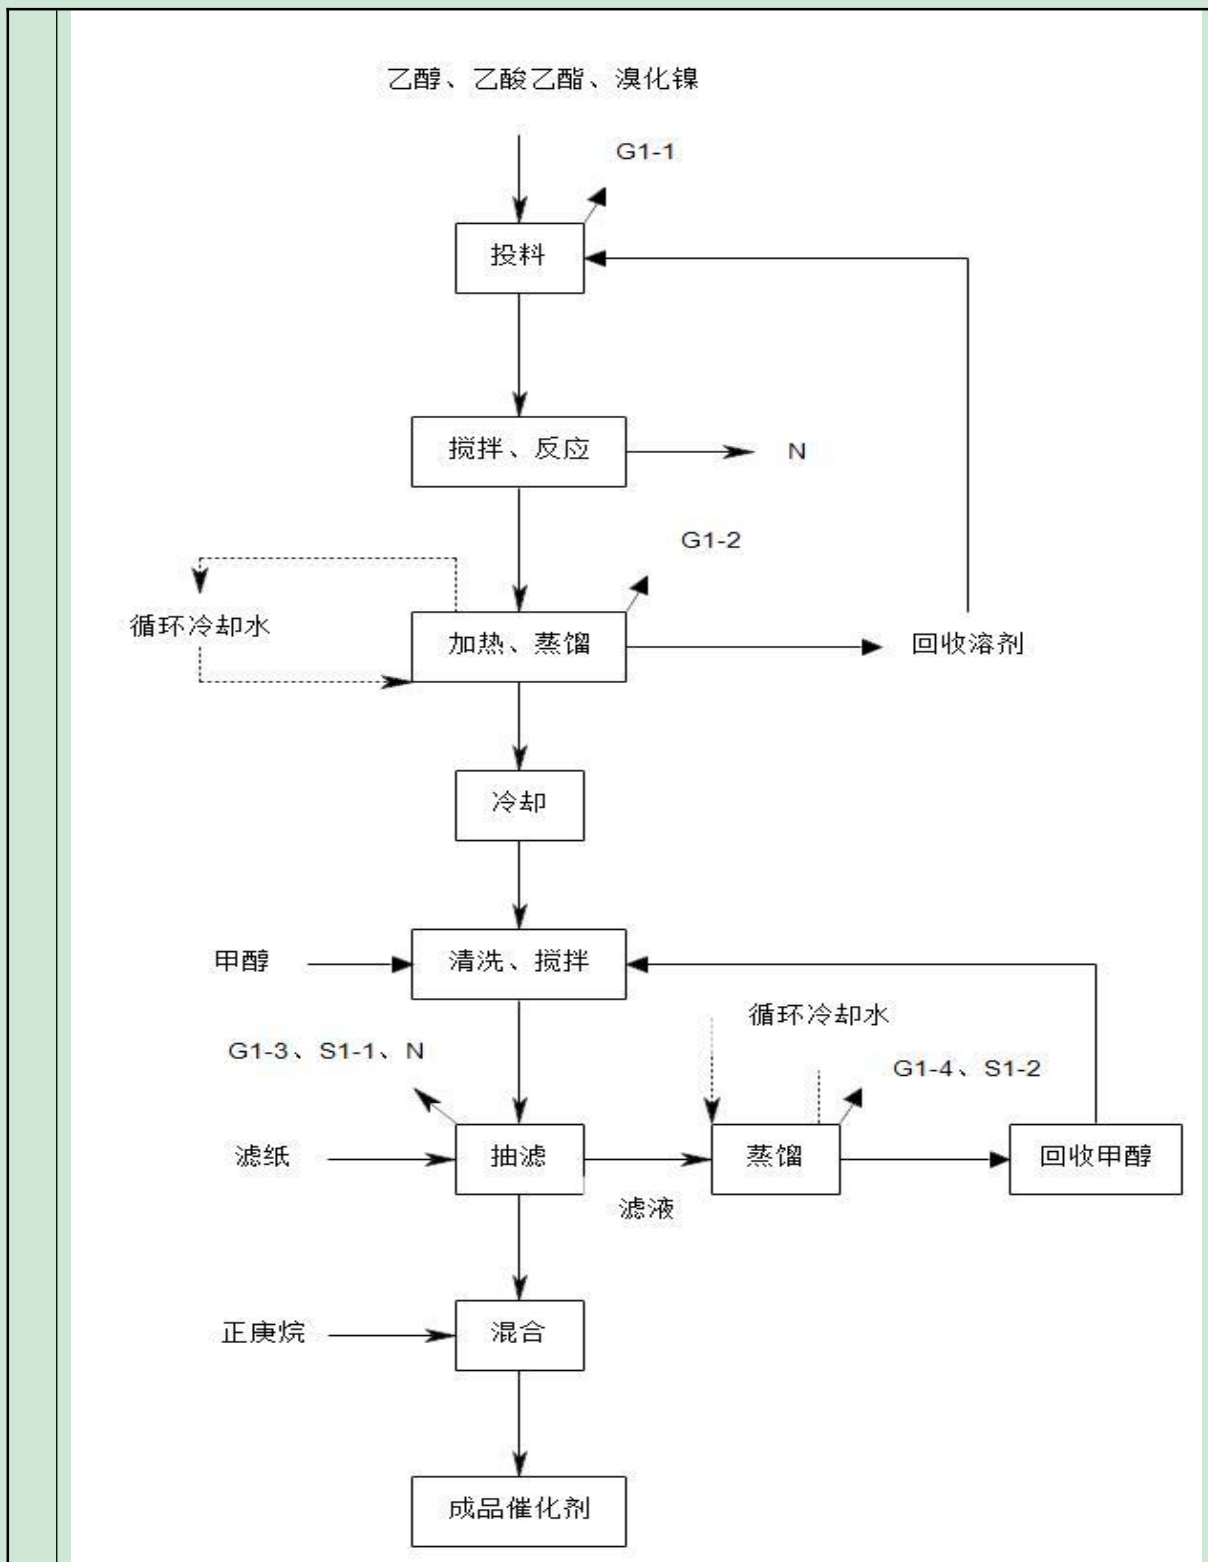 乙醇、乙酸乙酯、溴化镍
G1-1
投料
搅拌、反应
N
G1-2
循环冷却水
加热、蒸馏
回收溶剂
冷却
甲醇
清洗、搅拌
循环冷却水
G1-3、S1-1、N
G1-4、S1-2
滤纸
抽滤
蒸馏
回收甲醇
滤液
正庚烷
混合
成品催化剂